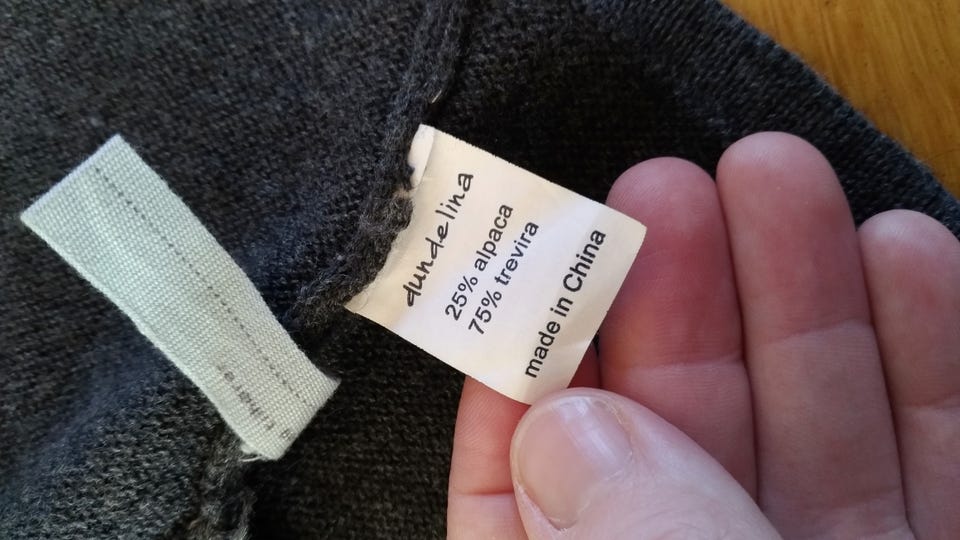 dundelina
25% alpaca
75% trevira
made in China